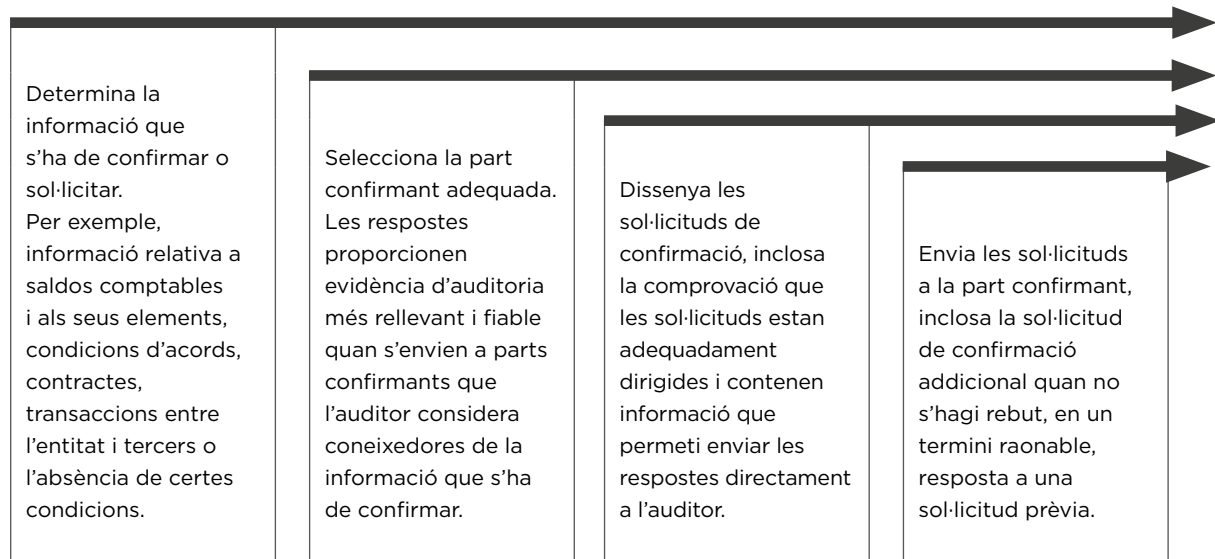 Determina la
informació que
s’ha de confirmar o
sol·licitar.
Per exemple,
informació relativa a
saldos comptables
i als seus elements,
condicions d’acords,
contractes,
transaccions entre
l’entitat i tercers o
l’absència de certes
condicions.
Selecciona la part
confirmant adequada.
Les respostes
proporcionen
evidència d’auditoria
més rellevant i fiable
quan s’envien a parts
confirmants que
l’auditor considera
coneixedores de la
informació que s’ha
de confirmar.
Dissenya les
sol·licituds de
confirmació, inclosa
la comprovació que
les sol·licituds estan
adequadament
dirigides i contenen
informació que
permeti enviar les
respostes directament
a l’auditor.
Envia les sol·licituds
a la part confirmant,
inclosa la sol·licitud
de confirmació
addicional quan no
s’hagi rebut, en un
termini raonable,
resposta a una
sol·licitud prèvia.